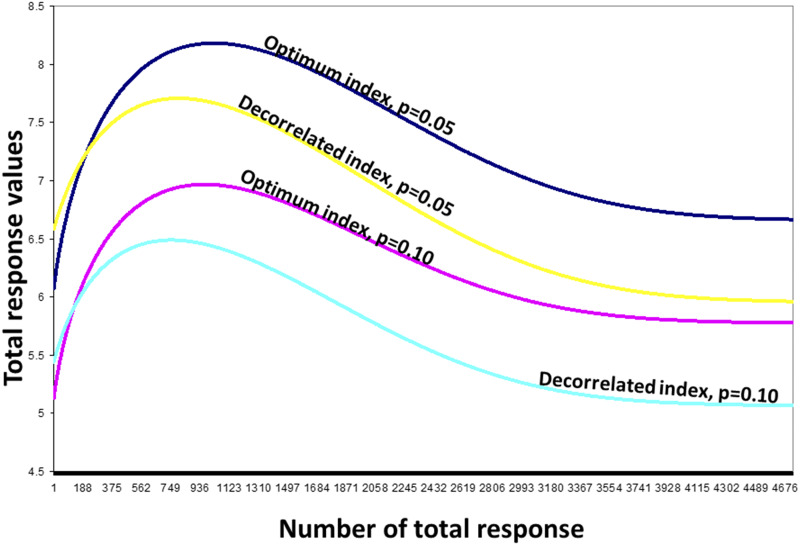 8.5
8
7.5
7
6.5
6
5.5
5
4.5
Total response values
Optimum index, p=0.05
Decorrelated index, p=0.05
Optimum index, p=0.10
Decorrelated index, p=0.10
1 188 375 562 749 936 1123 1310 1497 1684 1871 2058 2245 2432 2619 2806 2993 3180 3367 3554 3741 3928 4115 4302 4489 4676
Number of total response